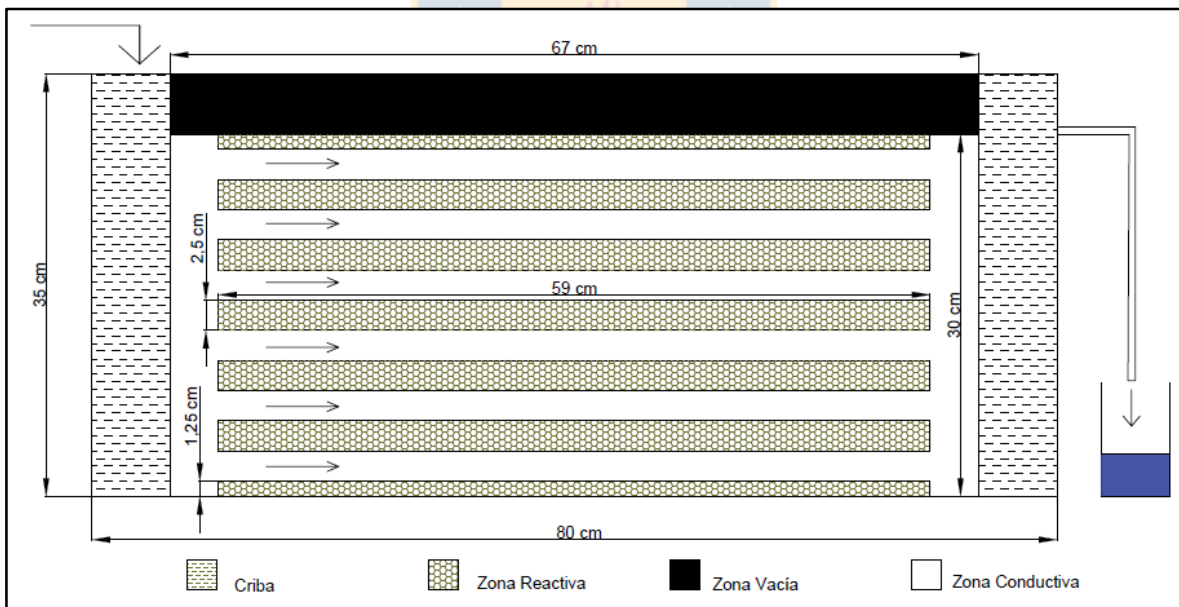 67 cm
35 cm
2,5 cm
59 cm
30 cm
1,25 cm
80 cm
Criba
Zona Reactiva
Zona Vacía
Zona Conductiva